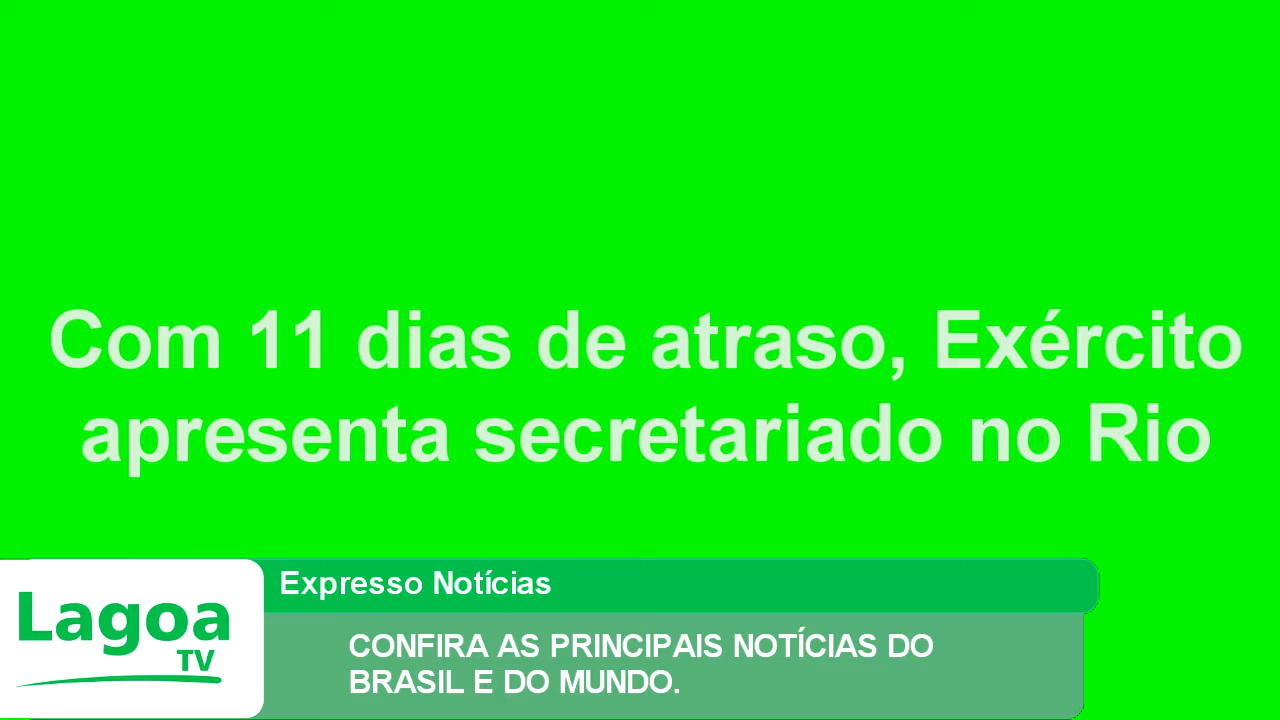 Com 11 dias de atraso, Exército
apresenta secretariado no Rio
Expresso Notícias
Lagoa
TV
CONFIRA AS PRINCIPAIS NOTÍCIAS DO
BRASIL E DO MUNDO.